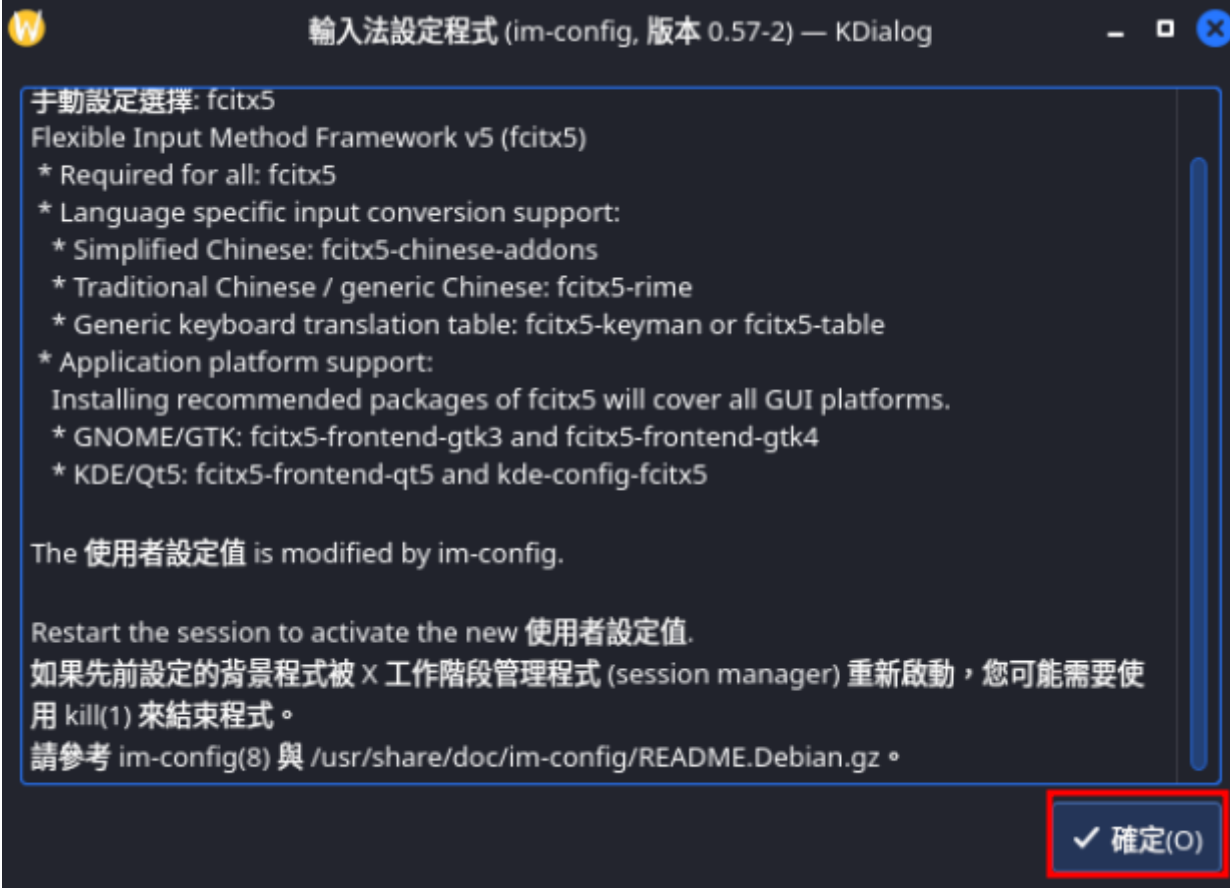 輸入法設定程式 (im-config, 版本 0.57-2) — KDialog
手動設定選擇: fcitx5
Flexible Input Method Framework v5 (fcitx5)
* Required for all: fcitx5
* Language specific input conversion support:
* Simplified Chinese: fcitx5-chinese-addons
* Traditional Chinese / generic Chinese: fcitx5-rime
* Generic keyboard translation table: fcitx5-keyman or fcitx5-table
* Application platform support:
Installing recommended packages of fcitx5 will cover all GUI platforms.
* GNOME/GTK: fcitx5-frontend-gtk3 and fcitx5-frontend-gtk4
* KDE/Qt5: fcitx5-frontend-qt5 and kde-config-fcitx5
The 使用者設定值 is modified by im-config.
Restart the session to activate the new 使用者設定值.
如果先前設定的背景程式被 X 工作階段管理程式 (session manager) 重新啟動，您可能需要使
用 kill(1) 來結束程式。
請參考 im-config(8) 與 /usr/share/doc/im-config/README.Debian.gz。
確定(O)